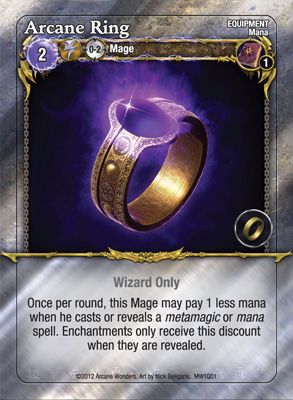 Arcane Ring
EQUIPMENT
Mana
2
0-2
Mage
1
Wizard Only
Once per round, this Mage may pay 1 less mana
when he casts or reveals a metamagic or mana
spell. Enchantments only receive this discount
when they are revealed.
©2012 Arcane Wonders. Art by Nick Deligaris. MW1Q01